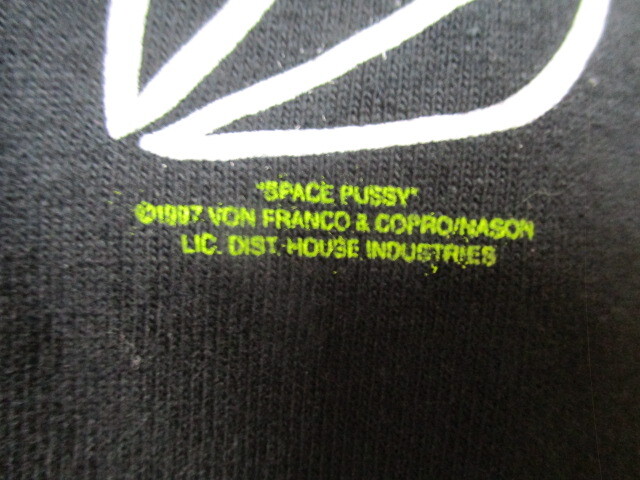 "SPACE PUSSY"
©1997 VON FRANCO & COPRO/NASON
LIC. DIST. HOUSE INDUSTRIES